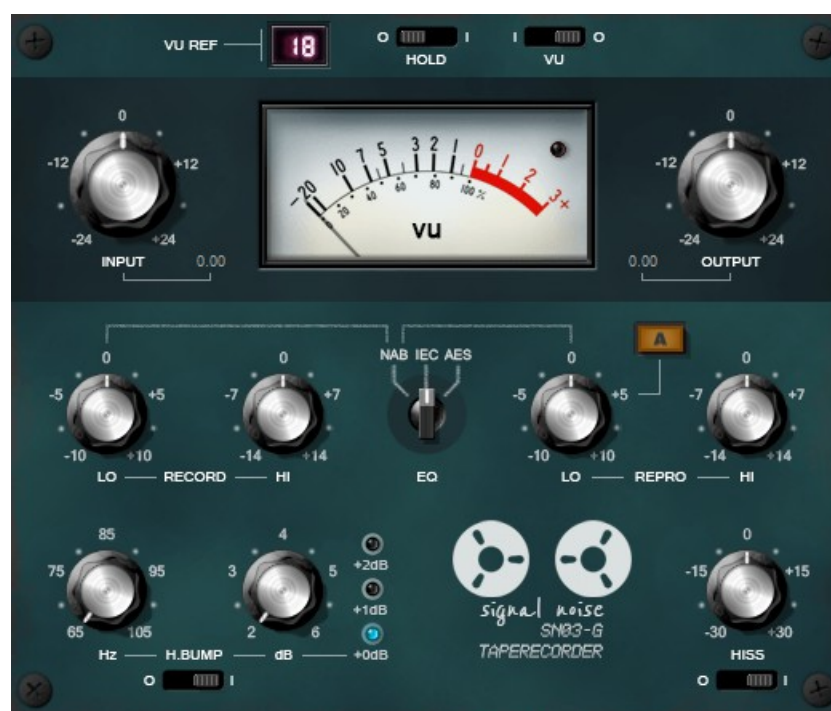 VU REF 18 O I HOLD I O VU
0 0
-12 +12 -20 10 7 5 3 2 1 0 1 2 3+ -12 +12
0 20 40 60 80 100 %
vu
-24 +24 -24 +24
INPUT 0.00 0.00 OUTPUT
A
0 0 NAB IEC AES 0 0
-5 +5 -7 +7 -5 +5 -7 +7
-10 +10 -14 +14 -10 +10 -14 +14
LO RECORD HI EQ LO REPRO HI
85 4 0
75 95 3 5 +2dB -15 +15
+1dB
signal noise
65 105 2 6 SN03-G -30 +30
Hz H.BUMP dB +0dB TAPERECORDER HISS
O I O I